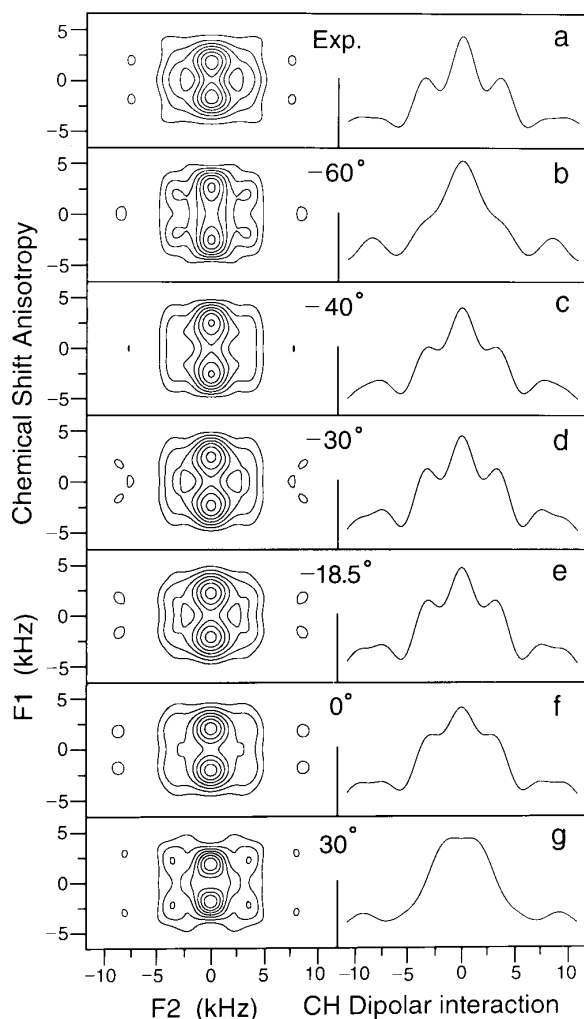 Exp.
a
5
0
−5
−60°
b
5
0
−5
−40°
c
5
0
−5
−30°
d
5
0
−5
−18.5°
e
5
0
−5
0°
f
5
0
−5
30°
g
5
0
−5
Chemical Shift Anisotropy
F1 (kHz)
−10 −5 0 5 10
−10 −5 0 5 10
F2 (kHz)
CH Dipolar interaction